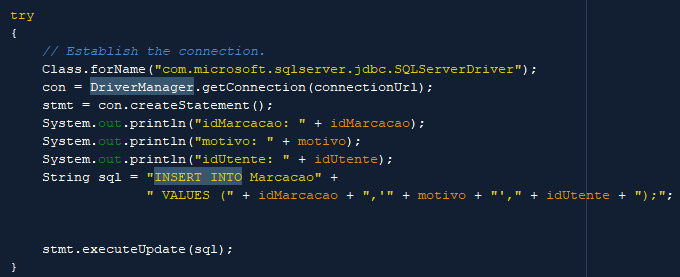 try
{
// Establish the connection.
Class.forName("com.microsoft.sqlserver.jdbc.SQLServerDriver");
con = DriverManager.getConnection(connectionUrl);
stmt = con.createStatement();
System.out.println("idMarcacao: " + idMarcacao);
System.out.println("motivo: " + motivo);
System.out.println("idUtente: " + idUtente);
String sql = "INSERT INTO Marcacao" +
" VALUES (" + idMarcacao + ",'" + motivo + "'," + idUtente + ");";
stmt.executeUpdate(sql);
}